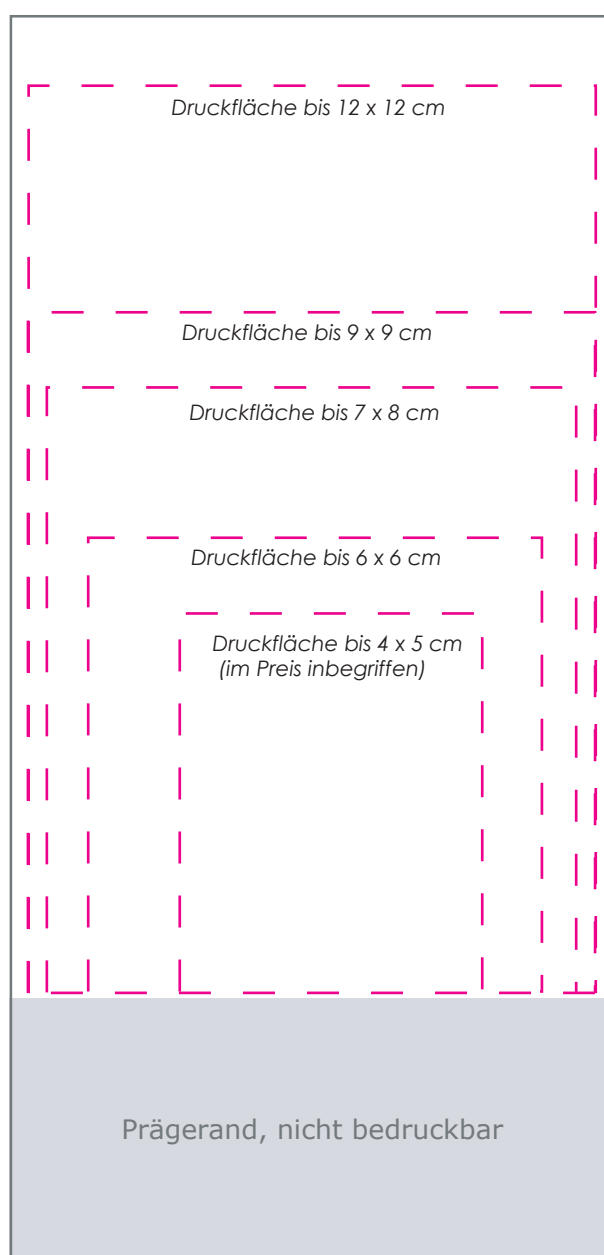 Druckfläche bis 12 x 12 cm
Druckfläche bis 9 x 9 cm
Druckfläche bis 7 x 8 cm
Druckfläche bis 6 x 6 cm
Druckfläche bis 4 x 5 cm
(im Preis inbegriffen)
Prägerand, nicht bedruckbar